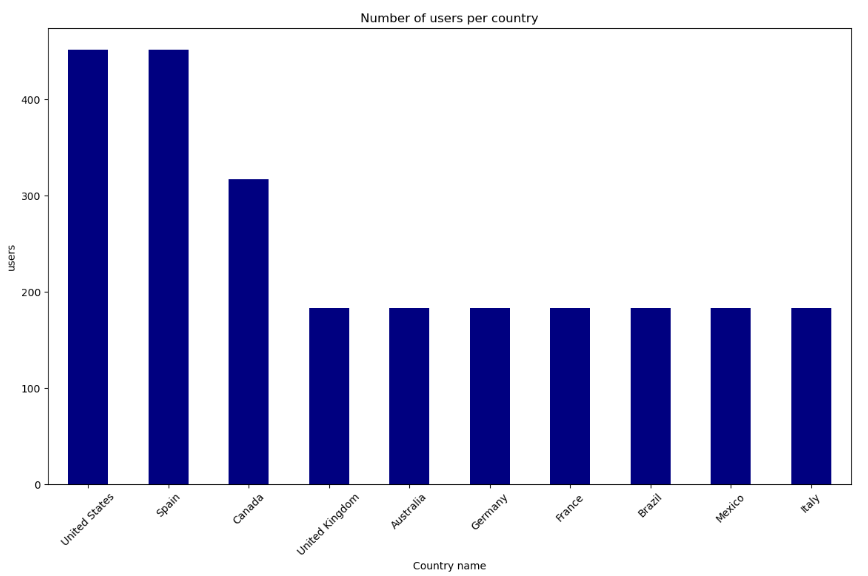 Number of users per country
users
400
300
200
100
0
United States
Spain
Canada
United Kingdom
Australia
Germany
France
Brazil
Mexico
Italy
Country name